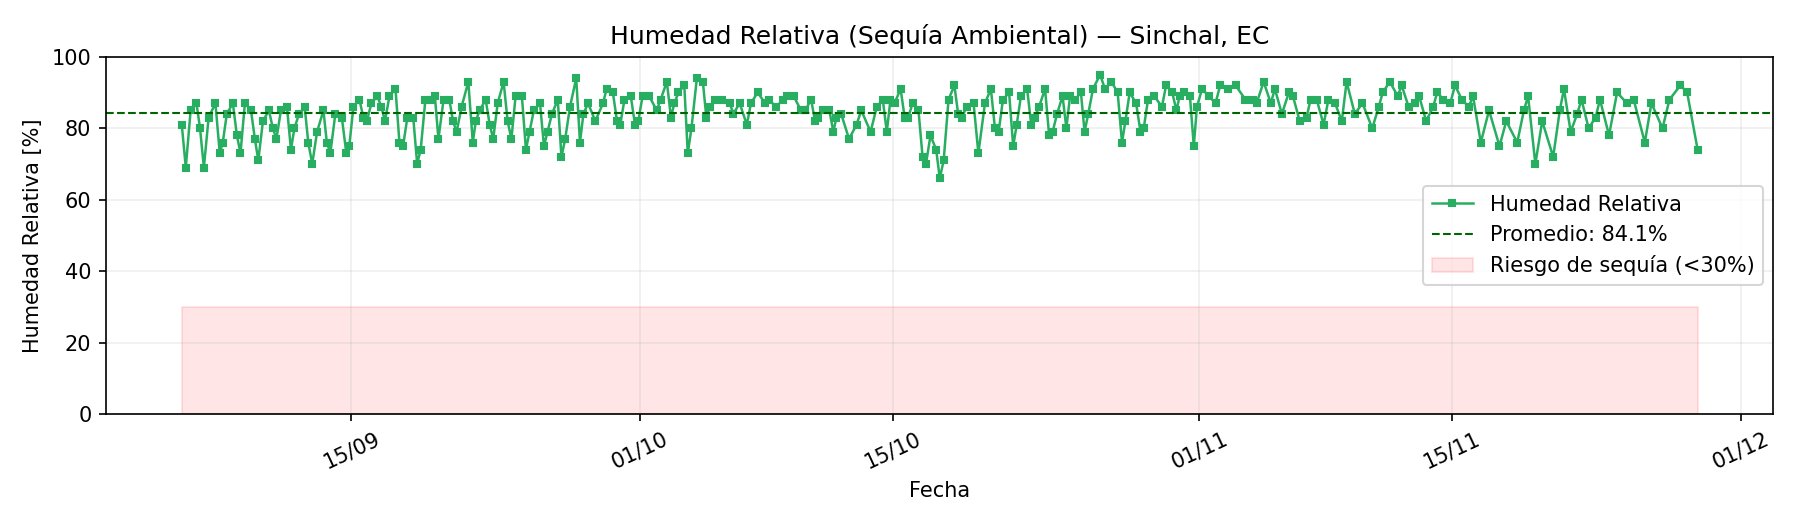 Humedad Relativa (Sequía Ambiental) — Sinchal, EC
Humedad Relativa [%]
100
80
60
40
20
0
Humedad Relativa
Promedio: 84.1%
Riesgo de sequía (<30%)
15/09
01/10
15/10
01/11
15/11
01/12
Fecha